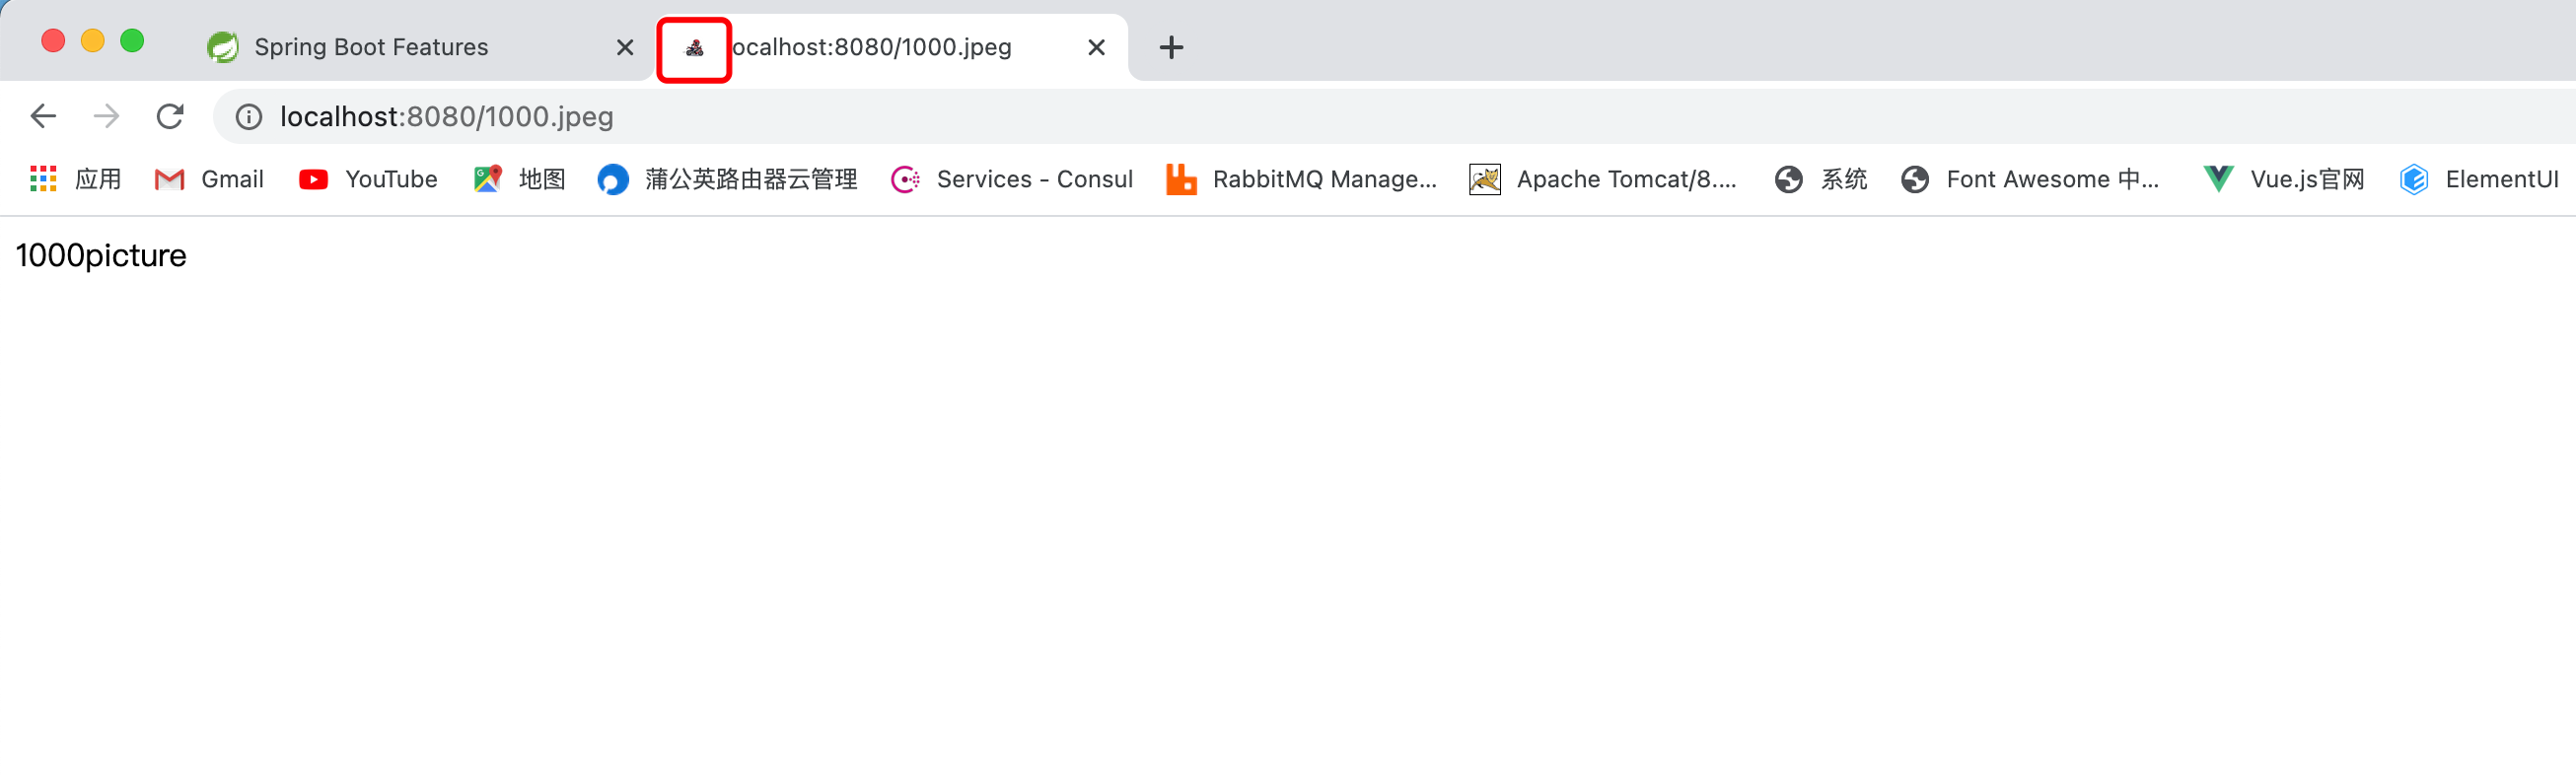 Spring Boot Features
ocalhost:8080/1000.jpeg
localhost:8080/1000.jpeg
应用 Gmail YouTube 地图 蒲公英路由器云管理 Services - Consul RabbitMQ Manage... Apache Tomcat/8.... 系统 Font Awesome 中... Vue.js官网 ElementUI
1000picture